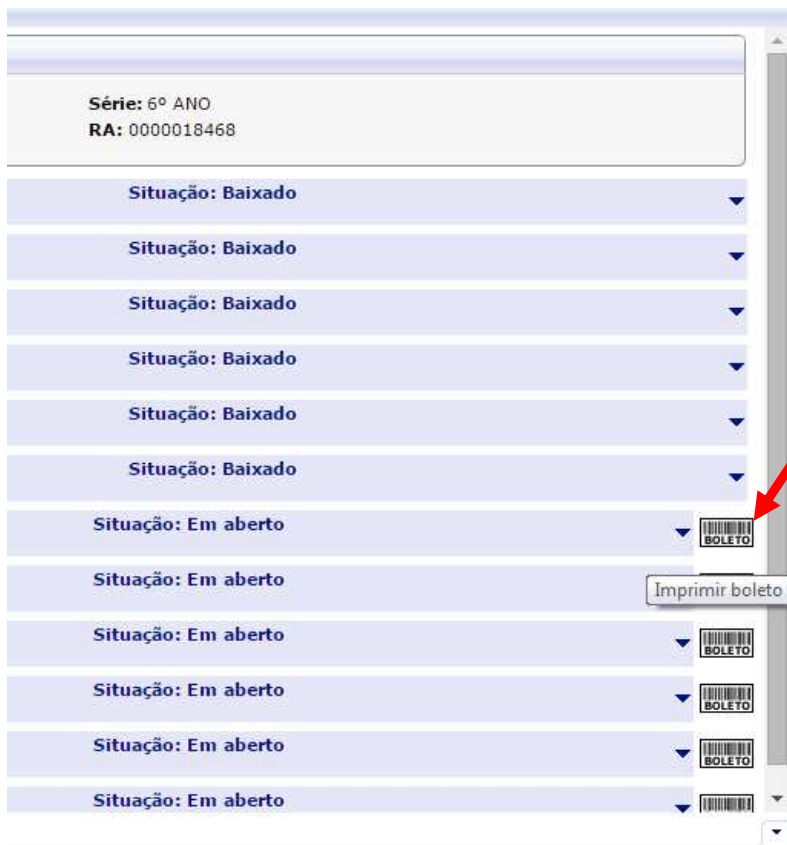 Série: 6º ANO
RA: 0000018468
Situação: Baixado
Situação: Baixado
Situação: Baixado
Situação: Baixado
Situação: Baixado
Situação: Baixado
Situação: Em aberto
BOLETO
Situação: Em aberto
Imprimir boleto
Situação: Em aberto
BOLETO
Situação: Em aberto
BOLETO
Situação: Em aberto
BOLETO
Situação: Em aberto